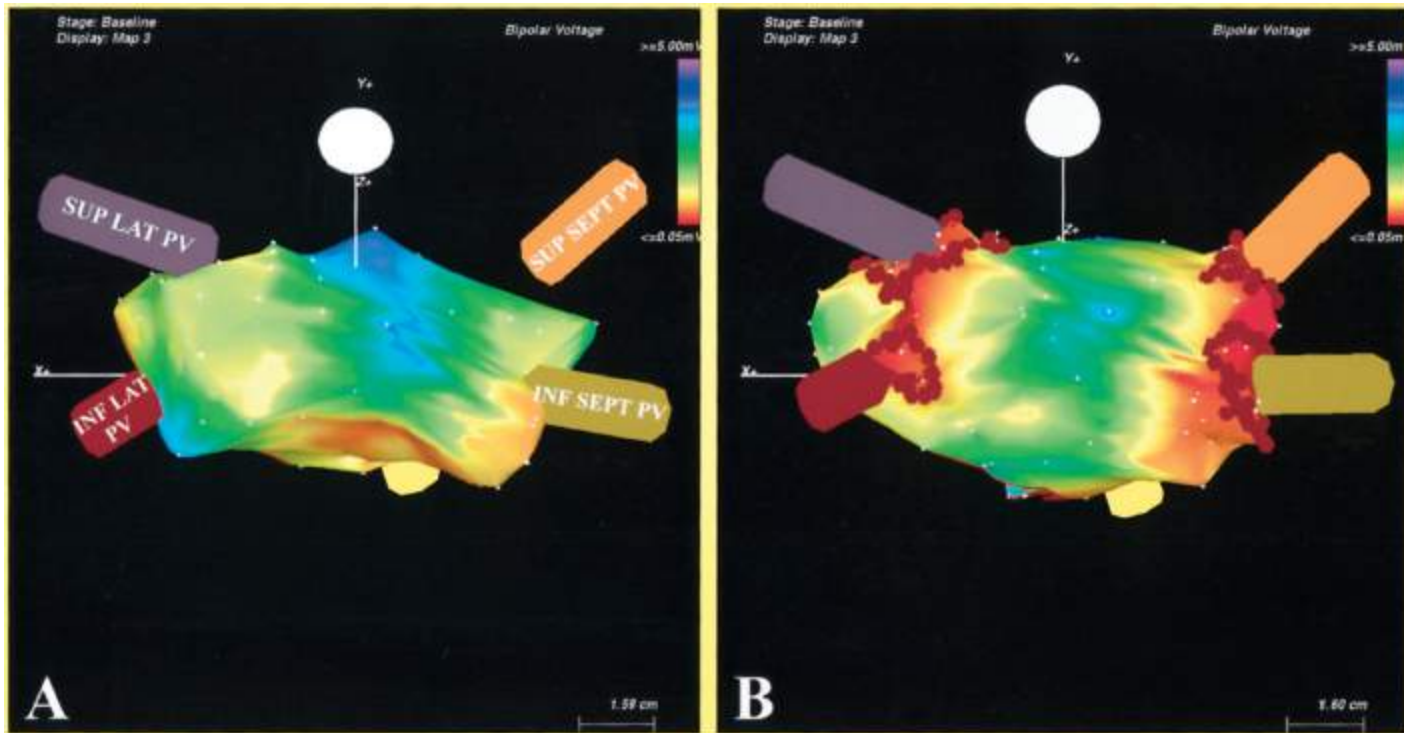 Stage: Baseline
Display: Map 3
Bipolar Voltage
>=5.00mV
Y+
Z+
SUP LAT PV
SUP SEPT PV
<=0.05mV
X+
INF LAT
PV
INF SEPT PV
A
1.59 cm
Stage: Baseline
Display: Map 3
Bipolar Voltage
>=5.00mV
Y+
Z+
<=0.05mV
X+
B
1.60 cm